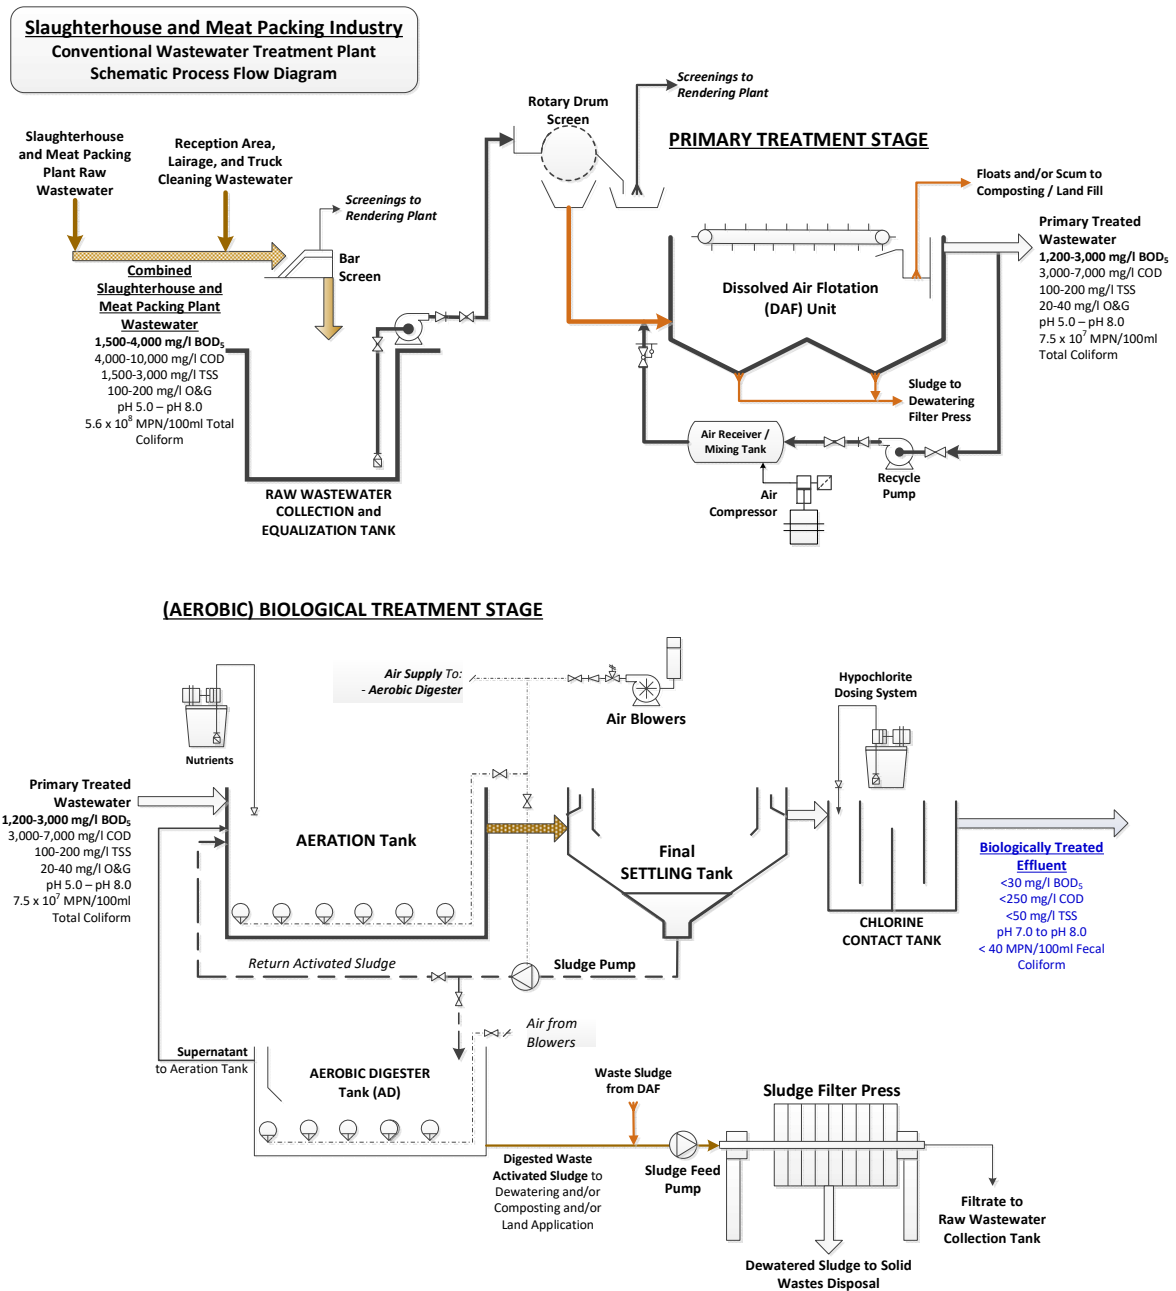 Slaughterhouse and Meat Packing Industry
Conventional Wastewater Treatment Plant
Schematic Process Flow Diagram
Slaughterhouse
and Meat Packing
Plant Raw
Wastewater
Reception Area,
Lairage, and Truck
Cleaning Wastewater
Screenings to
Rendering Plant
Bar
Screen
Combined
Slaughterhouse and
Meat Packing Plant
Wastewater
1,500-4,000 mg/l BOD₅
4,000-10,000 mg/l COD
1,500-3,000 mg/l TSS
100-200 mg/l O&G
pH 5.0 – pH 8.0
5.6 x 10⁸ MPN/100ml Total
Coliform
RAW WASTEWATER
COLLECTION and
EQUALIZATION TANK
Rotary Drum
Screen
Screenings to
Rendering Plant
PRIMARY TREATMENT STAGE
Floats and/or Scum to
Composting / Land Fill
Dissolved Air Flotation
(DAF) Unit
Primary Treated
Wastewater
1,200-3,000 mg/l BOD₅
3,000-7,000 mg/l COD
100-200 mg/l TSS
20-40 mg/l O&G
pH 5.0 – pH 8.0
7.5 x 10⁷ MPN/100ml
Total Coliform
Sludge to
Dewatering
Filter Press
Air Receiver /
Mixing Tank
Recycle
Pump
Air
Compressor
(AEROBIC) BIOLOGICAL TREATMENT STAGE
Air Supply To:
- Aerobic Digester
Air Blowers
Hypochlorite
Dosing System
Nutrients
Primary Treated
Wastewater
1,200-3,000 mg/l BOD₅
3,000-7,000 mg/l COD
100-200 mg/l TSS
20-40 mg/l O&G
pH 5.0 – pH 8.0
7.5 x 10⁷ MPN/100ml
Total Coliform
AERATION Tank
Final
SETTLING Tank
CHLORINE
CONTACT TANK
Biologically Treated
Effluent
<30 mg/l BOD₅
<250 mg/l COD
<50 mg/l TSS
pH 7.0 to pH 8.0
< 40 MPN/100ml Fecal
Coliform
Return Activated Sludge
Sludge Pump
Air from
Blowers
Supernatant
to Aeration Tank
AEROBIC DIGESTER
Tank (AD)
Waste Sludge
from DAF
Sludge Filter Press
Digested Waste
Activated Sludge to
Dewatering and/or
Composting and/or
Land Application
Sludge Feed
Pump
Filtrate to
Raw Wastewater
Collection Tank
Dewatered Sludge to Solid
Wastes Disposal